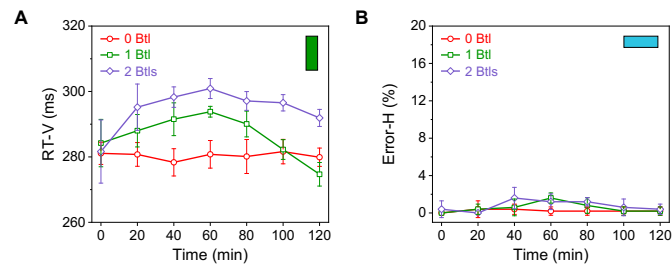 A
0 Btl
1 Btl
2 Btls
RT-V (ms)
320
300
280
260
0 20 40 60 80 100 120
Time (min)
B
0 Btl
1 Btl
2 Btls
Error-H (%)
20
16
12
8
4
0
0 20 40 60 80 100 120
Time (min)